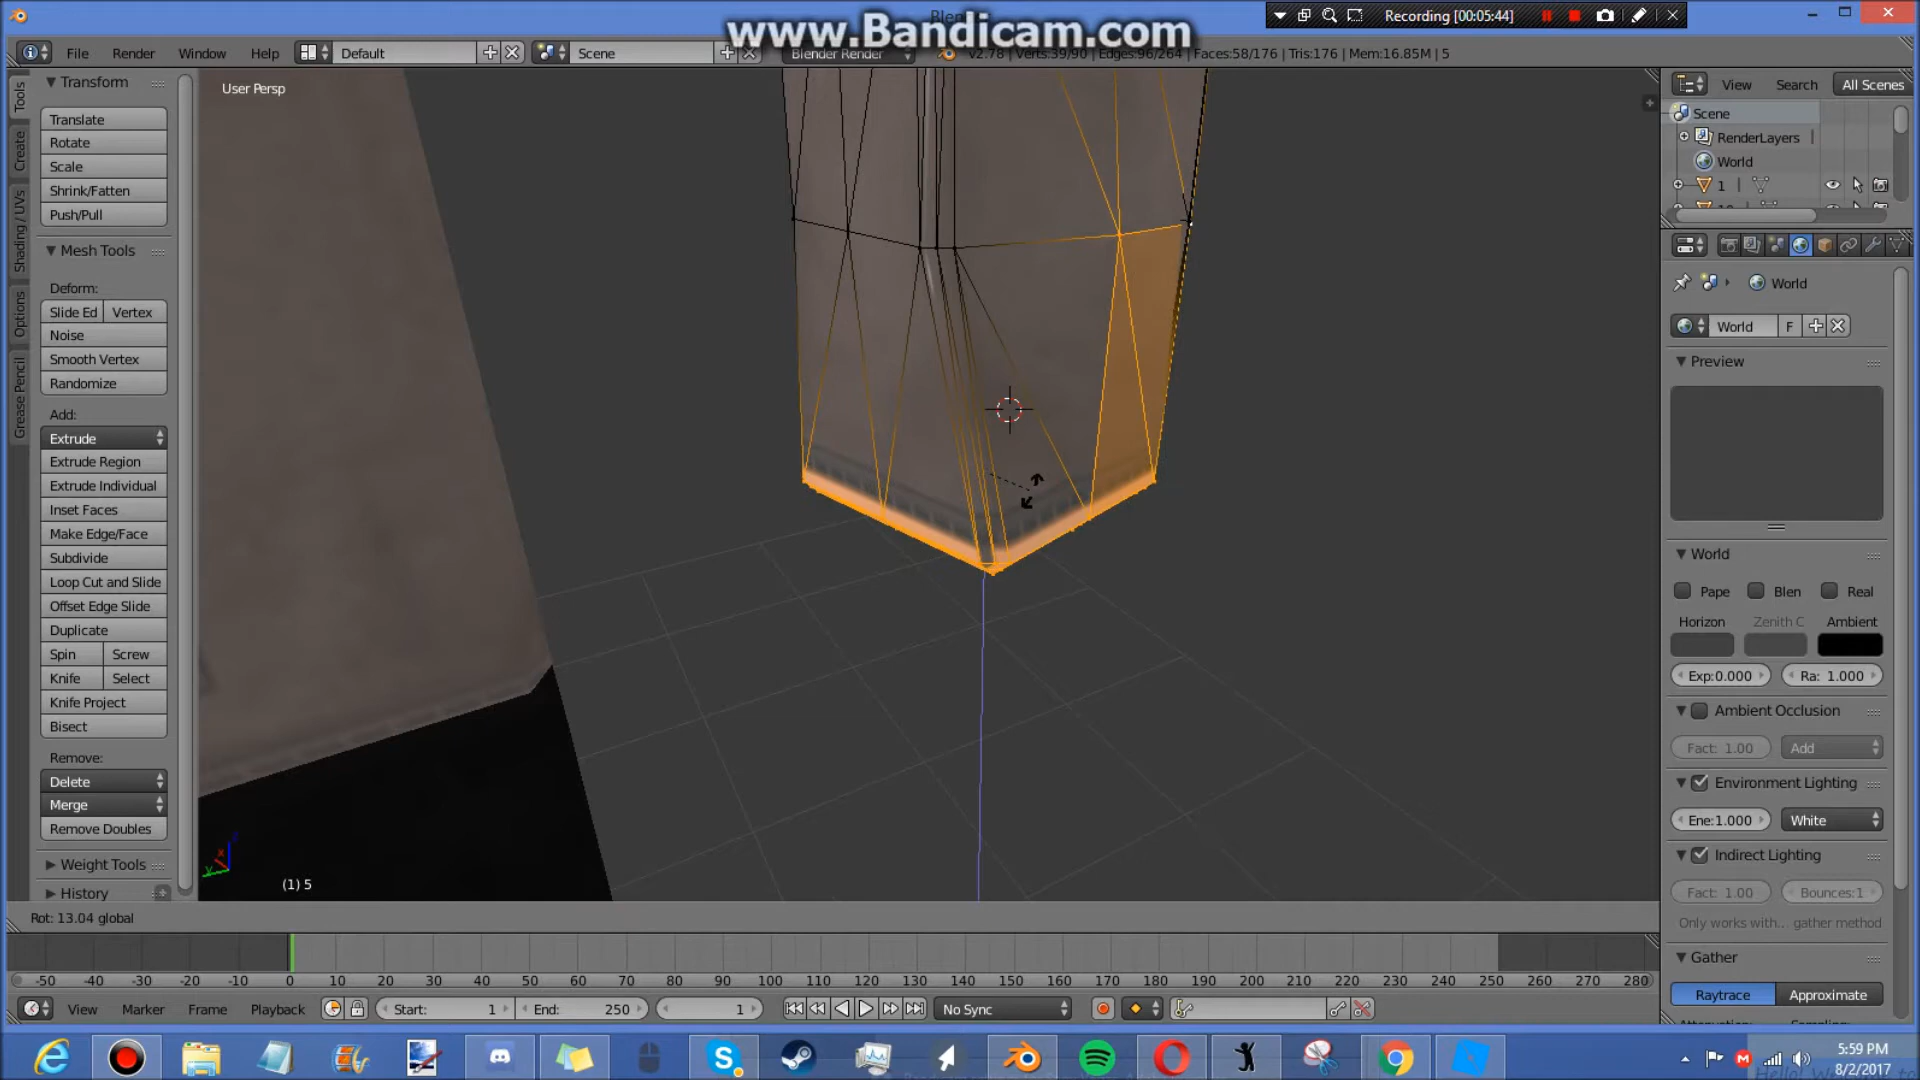 www.Bandicam.com
Recording [00:05:44]
File Render Window Help Default Scene Blender Render v2.78 | Verts:39/90 | Edges:96/264 | Faces:58/176 | Tris:176 | Mem:16.85M | 5
Tools
Create
Shading / UVs
Options
Grease Pencil
Transform
Translate
Rotate
Scale
Shrink/Fatten
Push/Pull
Mesh Tools
Deform:
Slide Ed Vertex
Noise
Smooth Vertex
Randomize
Add:
Extrude
Extrude Region
Extrude Individual
Inset Faces
Make Edge/Face
Subdivide
Loop Cut and Slide
Offset Edge Slide
Duplicate
Spin Screw
Knife Select
Knife Project
Bisect
Remove:
Delete
Merge
Remove Doubles
Weight Tools
History
User Persp
(1) 5
Rot: 13.04 global
View Search All Scenes
Scene
RenderLayers
World
1
World
World F
Preview
World
Pape Blen Real
Horizon Zenith C Ambient
Exp:0.000 Ra: 1.000
Ambient Occlusion
Fact: 1.00 Add
Environment Lighting
Ene:1.000 White
Indirect Lighting
Fact: 1.00 Bounces:1
Only works with... gather method
Gather
Raytrace Approximate
-50 -40 -30 -20 -10 0 10 20 30 40 50 60 70 80 90 100 110 120 130 140 150 160 170 180 190 200 210 220 230 240 250 260 270 280
View Marker Frame Playback Start: 1 End: 250 1 No Sync
5:59 PM
8/2/2017